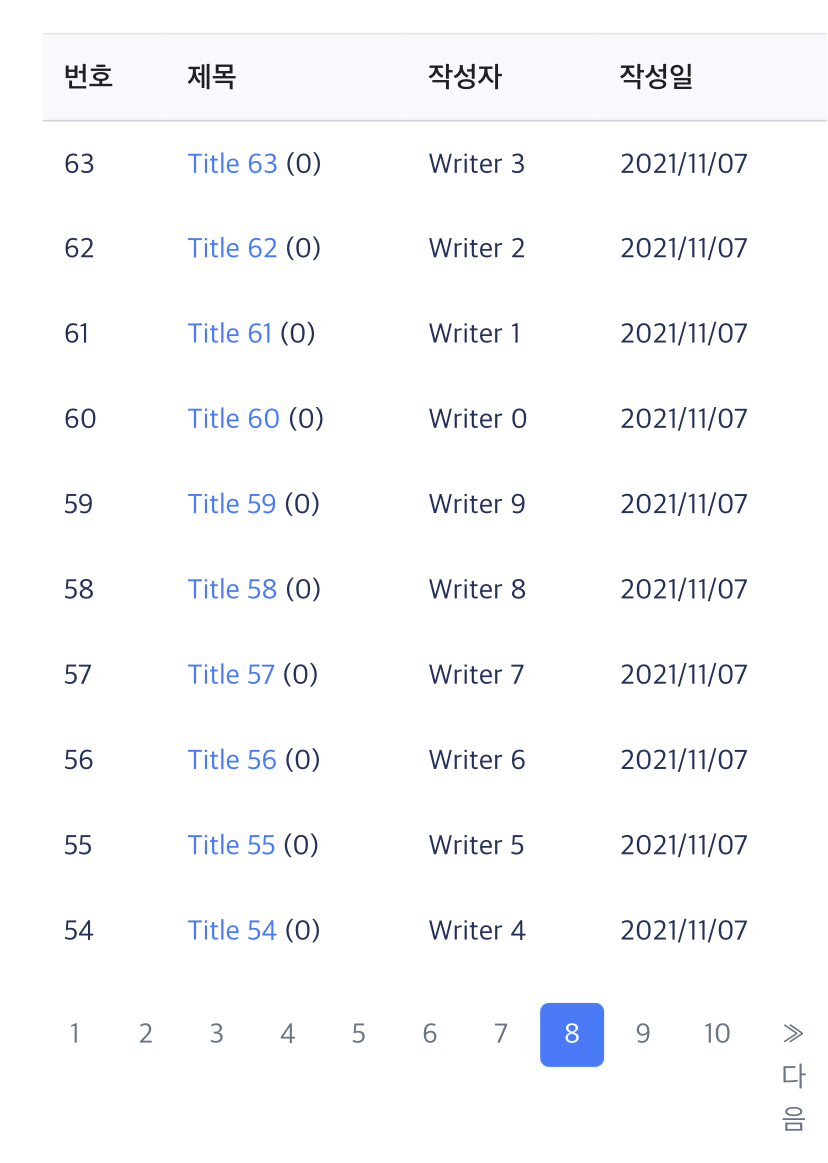 번호 제목 작성자 작성일
63 Title 63 (0) Writer 3 2021/11/07
62 Title 62 (0) Writer 2 2021/11/07
61 Title 61 (0) Writer 1 2021/11/07
60 Title 60 (0) Writer 0 2021/11/07
59 Title 59 (0) Writer 9 2021/11/07
58 Title 58 (0) Writer 8 2021/11/07
57 Title 57 (0) Writer 7 2021/11/07
56 Title 56 (0) Writer 6 2021/11/07
55 Title 55 (0) Writer 5 2021/11/07
54 Title 54 (0) Writer 4 2021/11/07
1 2 3 4 5 6 7 8 9 10 ≫
다
음